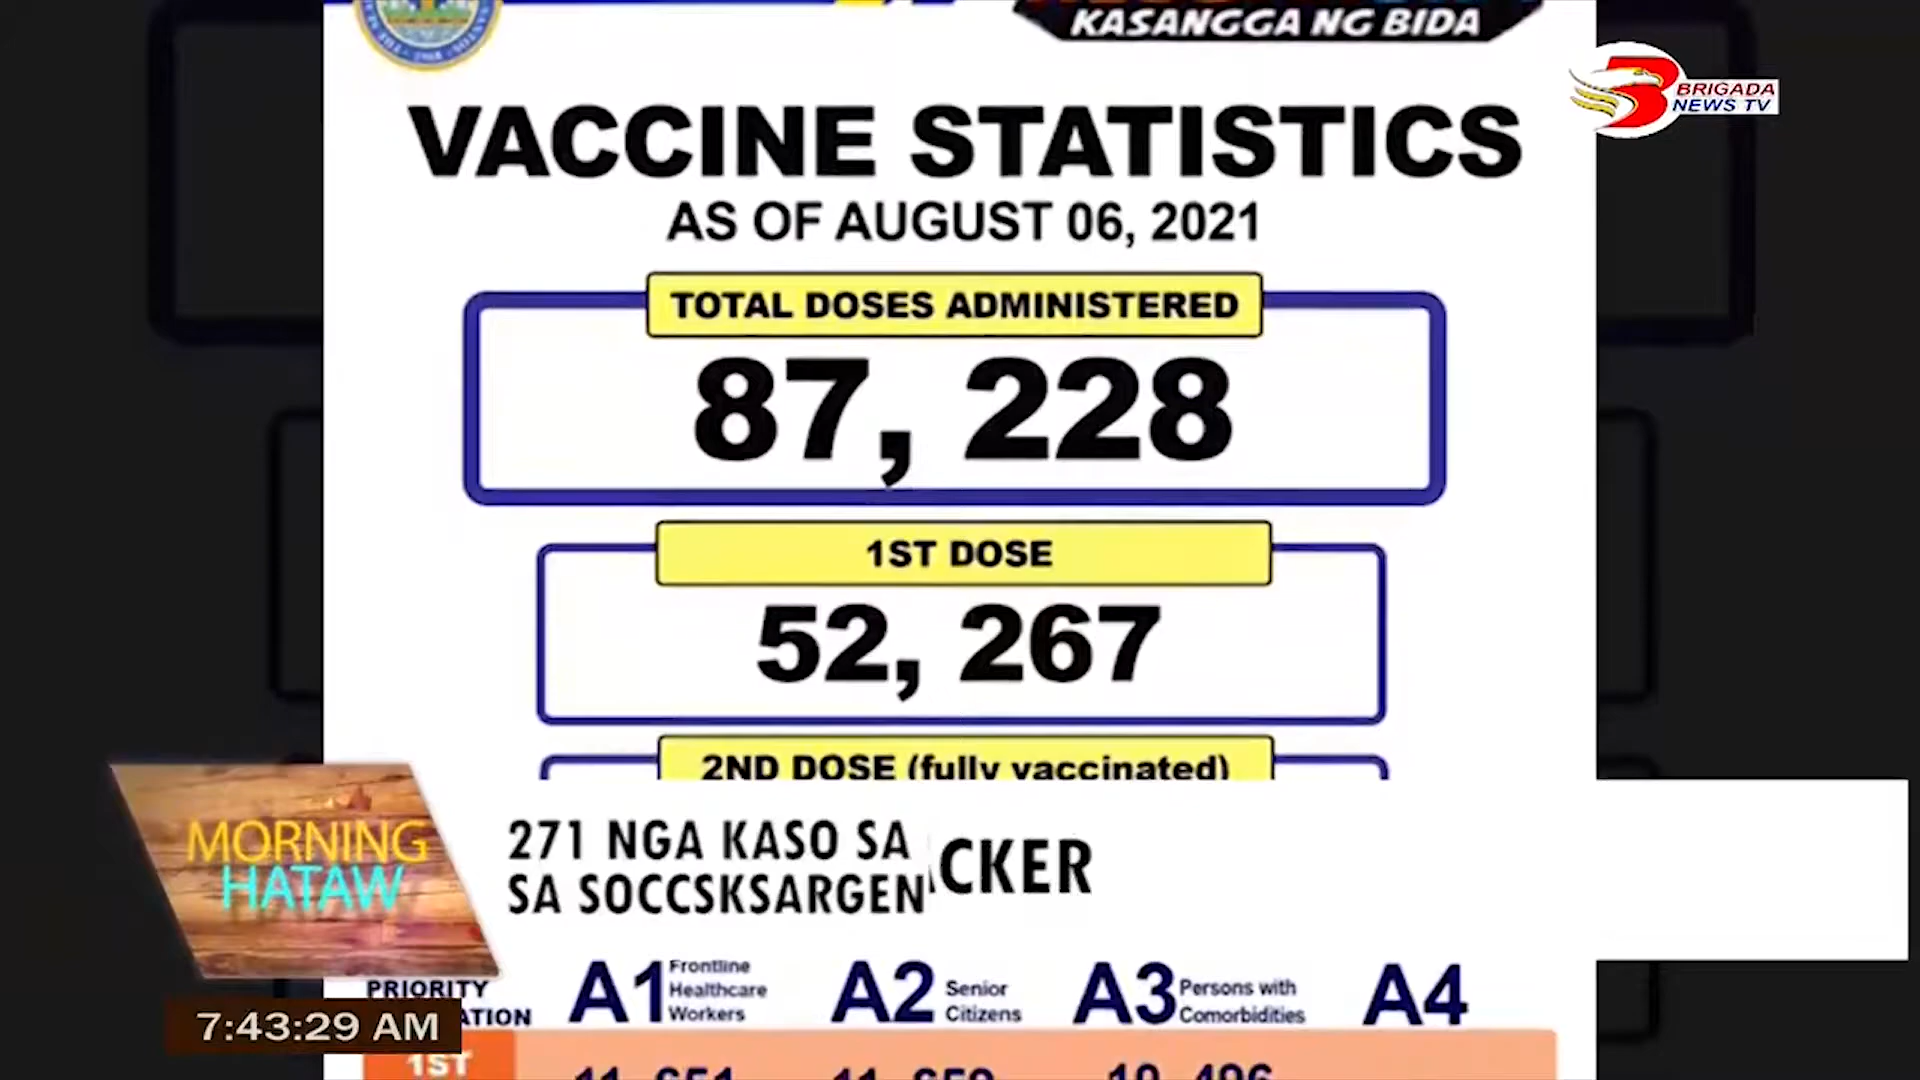 KASANGGA NG BIDA
BRIGADA
NEWS TV
VACCINE STATISTICS
AS OF AUGUST 06, 2021
TOTAL DOSES ADMINISTERED
87, 228
1ST DOSE
52, 267
2ND DOSE (fully vaccinated)
MORNING
HATAW
271 NGA KASO SA
SA SOCCSKSARGEN
CKER
PRIORITY
A1 Frontline Healthcare Workers
A2 Senior Citizens
A3 Persons with Comorbidities
A4
7:43:29 AM
1ST